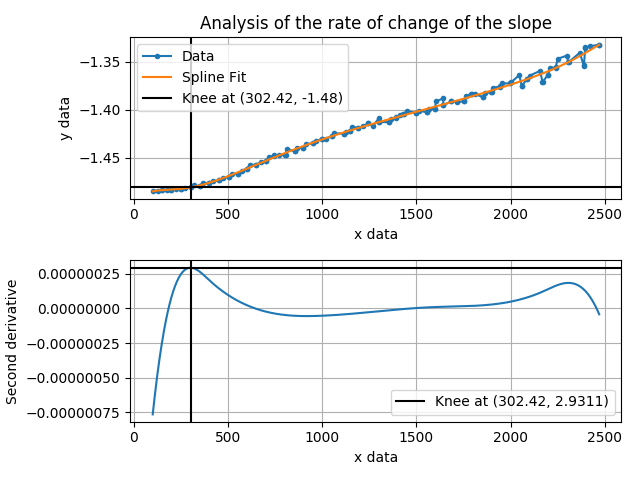 Analysis of the rate of change of the slope
Data
Spline Fit
Knee at (302.42, -1.48)
−1.35
−1.40
−1.45
y data
0 500 1000 1500 2000 2500
x data
0.00000025
0.00000000
−0.00000025
−0.00000050
−0.00000075
Second derivative
Knee at (302.42, 2.9311)
0 500 1000 1500 2000 2500
x data